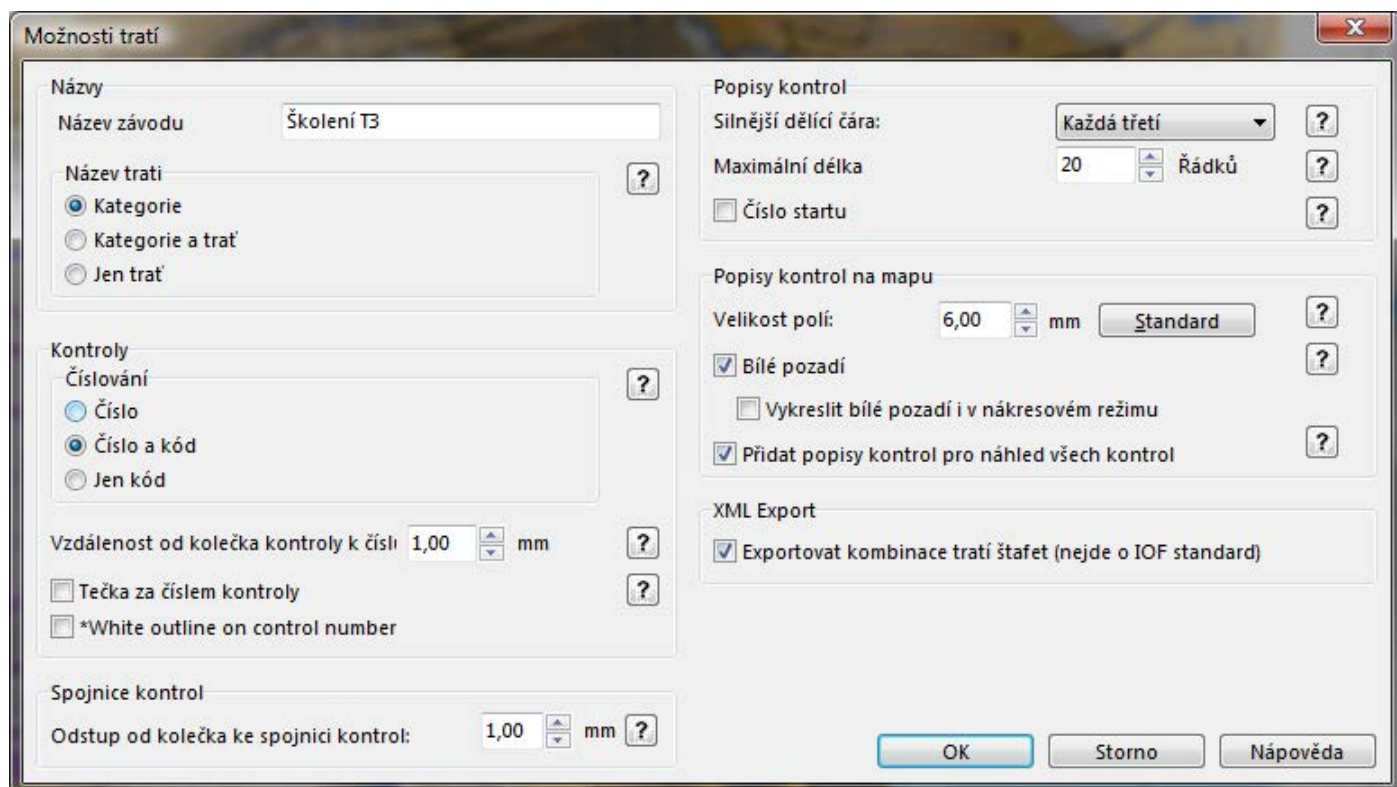 Možnosti tratí
Názvy
Název závodu Školení T3
Název trati ?
Kategorie
Kategorie a trať
Jen trať
Kontroly
Číslování ?
Číslo
Číslo a kód
Jen kód
Vzdálenost od kolečka kontroly k číslu 1,00 mm ?
Tečka za číslem kontroly ?
*White outline on control number
Spojnice kontrol
Odstup od kolečka ke spojnici kontrol: 1,00 mm ?
Popisy kontrol
Silnější dělící čára: Každá třetí ?
Maximální délka 20 Řádků ?
Číslo startu ?
Popisy kontrol na mapu
Velikost polí: 6,00 mm Standard ?
Bílé pozadí ?
Vykreslit bílé pozadí i v nákresovém režimu
Přidat popisy kontrol pro náhled všech kontrol ?
XML Export
Exportovat kombinace tratí štafet (nejde o IOF standard)
OK Storno Nápověda